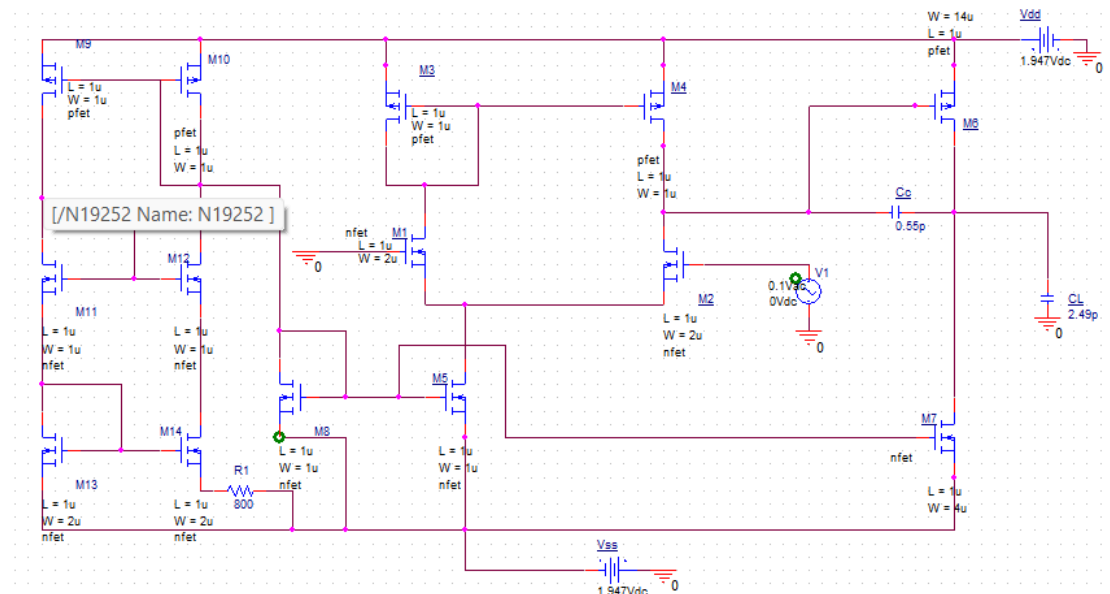 W = 14u
L = 1u
pfet
Vdd
1.947Vdc
0
M9
L = 1u
W = 1u
pfet
M10
pfet
L = 1u
W = 1u
M3
L = 1u
W = 1u
pfet
M4
pfet
L = 1u
W = 1u
M6
[/N19252 Name: N19252 ]
Cc
0.55p
nfet
M1
L = 1u
W = 2u
0
M12
M11
L = 1u
W = 1u
nfet
L = 1u
W = 1u
nfet
M2
L = 1u
W = 2u
nfet
V1
0.1Vac
0Vdc
0
CL
2.49p
0
M5
L = 1u
W = 1u
nfet
M8
L = 1u
W = 1u
nfet
M7
nfet
L = 1u
W = 4u
M14
M13
L = 1u
W = 2u
nfet
L = 1u
W = 2u
nfet
R1
800
Vss
1.947Vdc
0